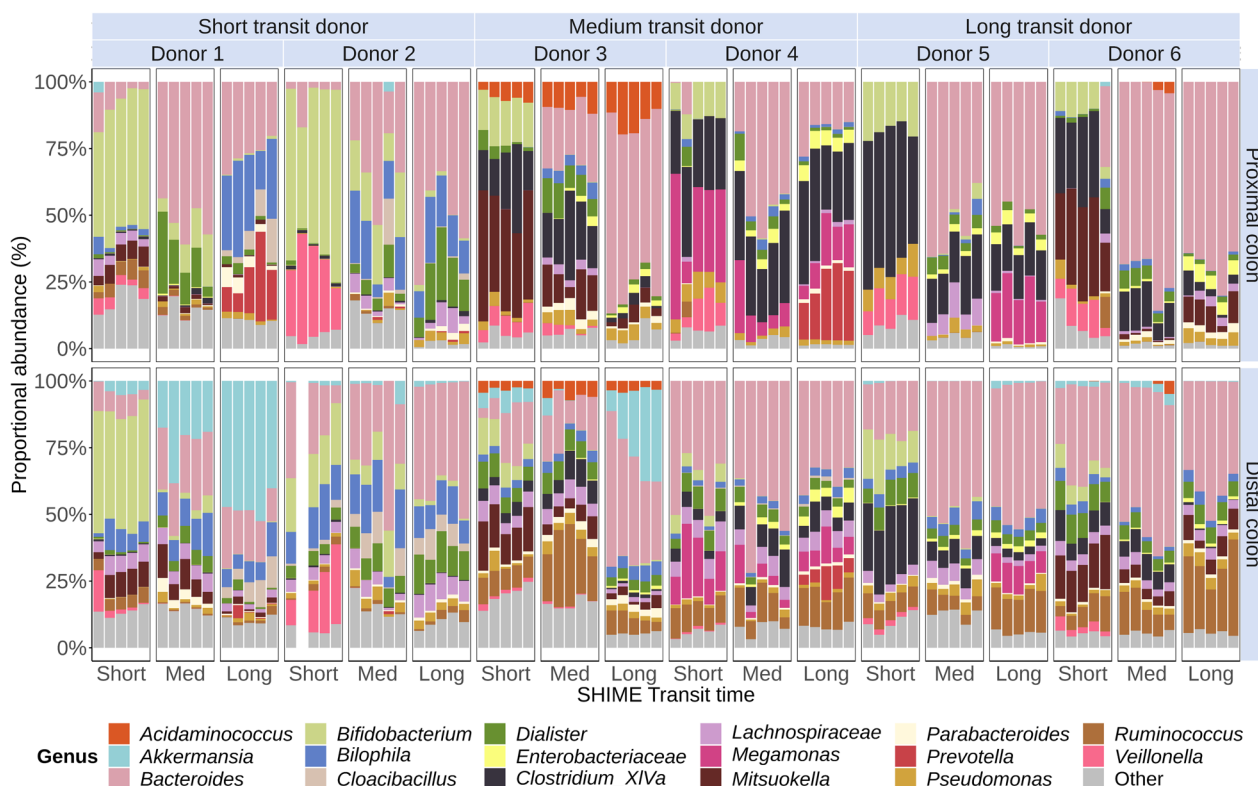 Short transit donor Medium transit donor Long transit donor
Donor 1 Donor 2 Donor 3 Donor 4 Donor 5 Donor 6
Proportional abundance (%)
100%
75%
50%
25%
0%
Proximal colon
100%
75%
50%
25%
0%
Distal colon
Short Med Long Short Med Long Short Med Long Short Med Long Short Med Long Short Med Long
SHIME Transit time
Genus
Acidaminococcus Bifidobacterium Dialister Lachnospiraceae Parabacteroides Ruminococcus
Akkermansia Bilophila Enterobacteriaceae Megamonas Prevotella Veillonella
Bacteroides Cloacibacillus Clostridium XIVa Mitsuokella Pseudomonas Other